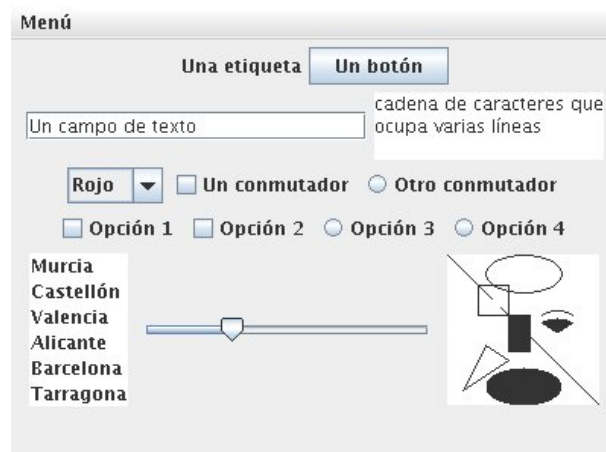 Menú
Una etiqueta Un botón
cadena de caracteres que
Un campo de texto ocupa varias líneas
Rojo Un conmutador Otro conmutador
Opción 1 Opción 2 Opción 3 Opción 4
Murcia
Castellón
Valencia
Alicante
Barcelona
Tarragona